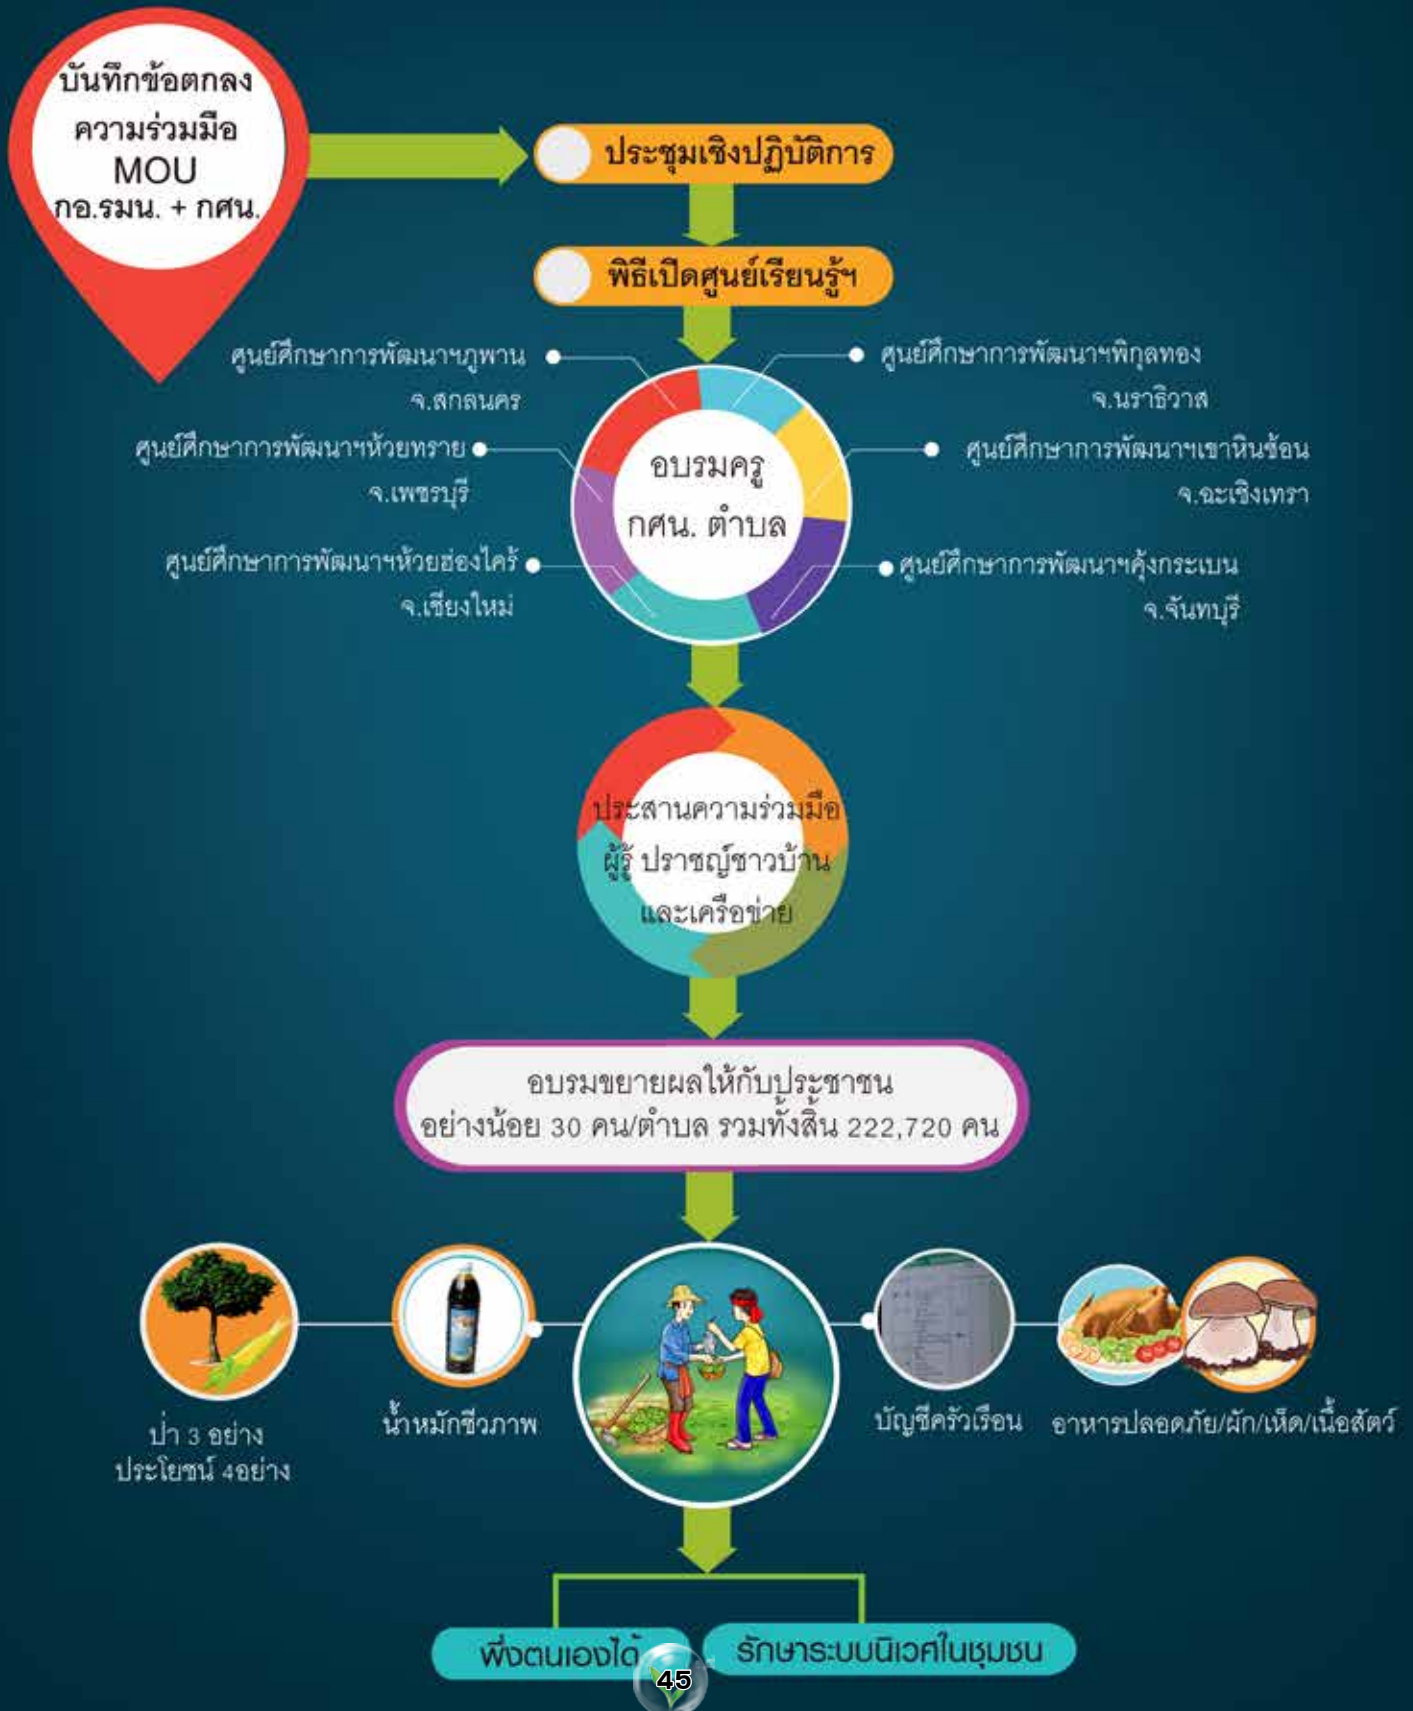 บันทึกข้อตกลง
ความร่วมมือ
MOU
กอ.รมน. + กศน.
ประชุมเชิงปฏิบัติการ
พิธีเปิดศูนย์เรียนรู้ฯ
ศูนย์ศึกษาการพัฒนาฯภูพาน
จ.สกลนคร
ศูนย์ศึกษาการพัฒนาฯพิกุลทอง
จ.นราธิวาส
ศูนย์ศึกษาการพัฒนาฯห้วยทราย
จ.เพชรบุรี
ศูนย์ศึกษาการพัฒนาฯเขาหินซ้อน
จ.ฉะเชิงเทรา
ศูนย์ศึกษาการพัฒนาฯห้วยฮ่องไคร้
จ.เชียงใหม่
ศูนย์ศึกษาการพัฒนาฯคุ้งกระเบน
จ.จันทบุรี
อบรมครู
กศน. ตำบล
ประสานความร่วมมือ
ผู้รู้ ปราชญ์ชาวบ้าน
และเครือข่าย
อบรมขยายผลให้กับประชาชน
อย่างน้อย 30 คน/ตำบล รวมทั้งสิ้น 222,720 คน
ป่า 3 อย่าง
ประโยชน์ 4อย่าง
น้ำหมักชีวภาพ
บัญชีครัวเรือน
อาหารปลอดภัย/ผัก/เห็ด/เนื้อสัตว์
พึ่งตนเองได้
รักษาระบบนิเวศในชุมชน
45